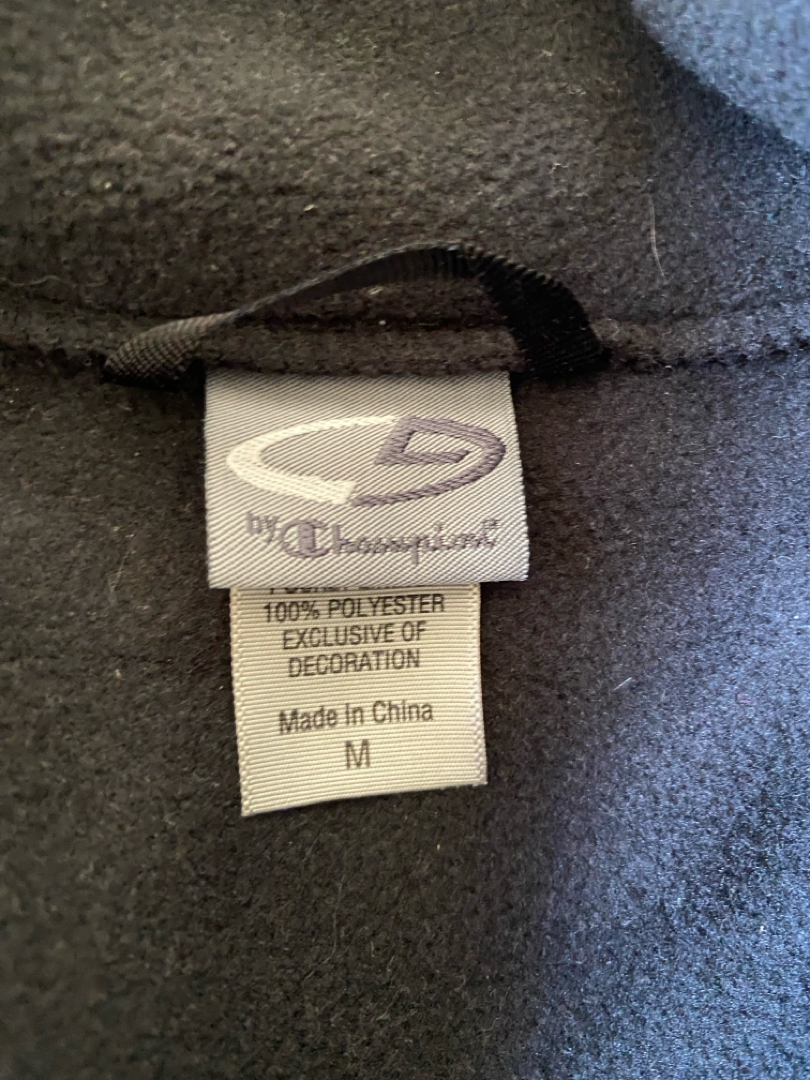 by Champion
100% POLYESTER
EXCLUSIVE OF
DECORATION
Made in China
M